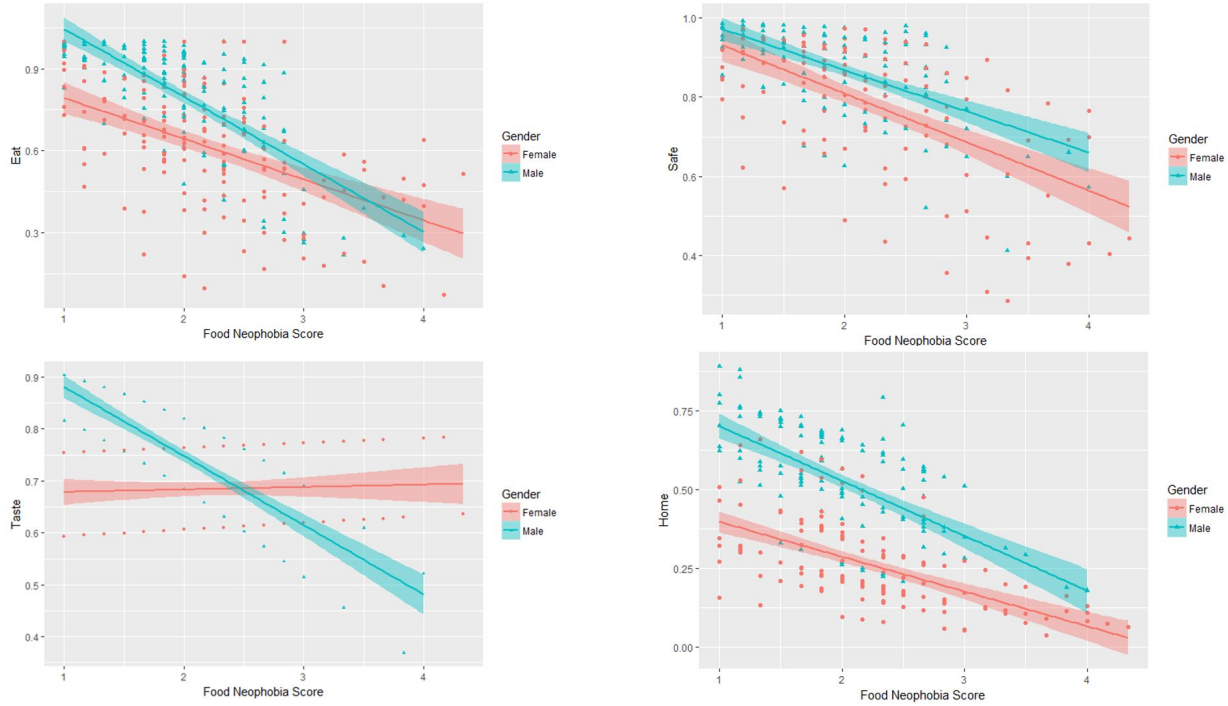 Eat
0.9
0.6
0.3
1
2
3
4
Food Neophobia Score
Gender
Female
Male
Safe
1.0
0.8
0.6
0.4
1
2
3
4
Food Neophobia Score
Gender
Female
Male
Taste
0.9
0.8
0.7
0.6
0.5
0.4
1
2
3
4
Food Neophobia Score
Gender
Female
Male
Home
0.75
0.50
0.25
0.00
1
2
3
4
Food Neophobia Score
Gender
Female
Male